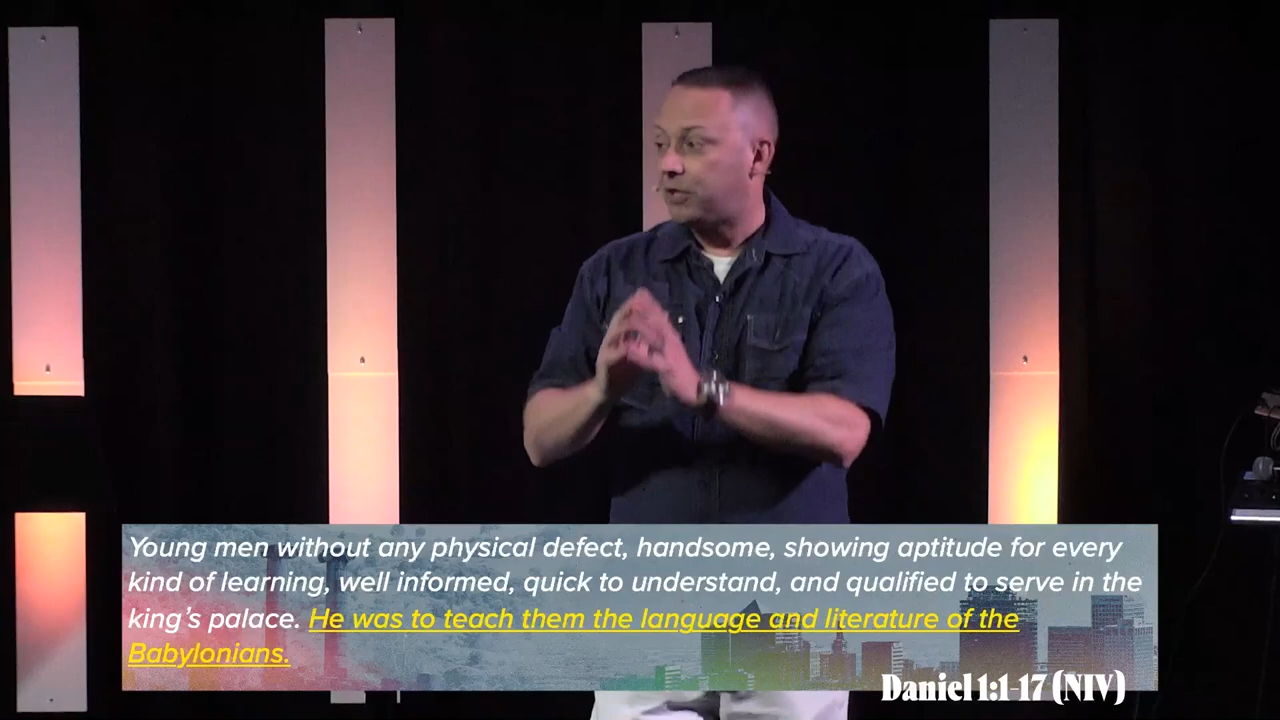 Young men without any physical defect, handsome, showing aptitude for every
kind of learning, well informed, quick to understand, and qualified to serve in the
king's palace. He was to teach them the language and literature of the
Babylonians.
Daniel 1:1-17 (NIV)